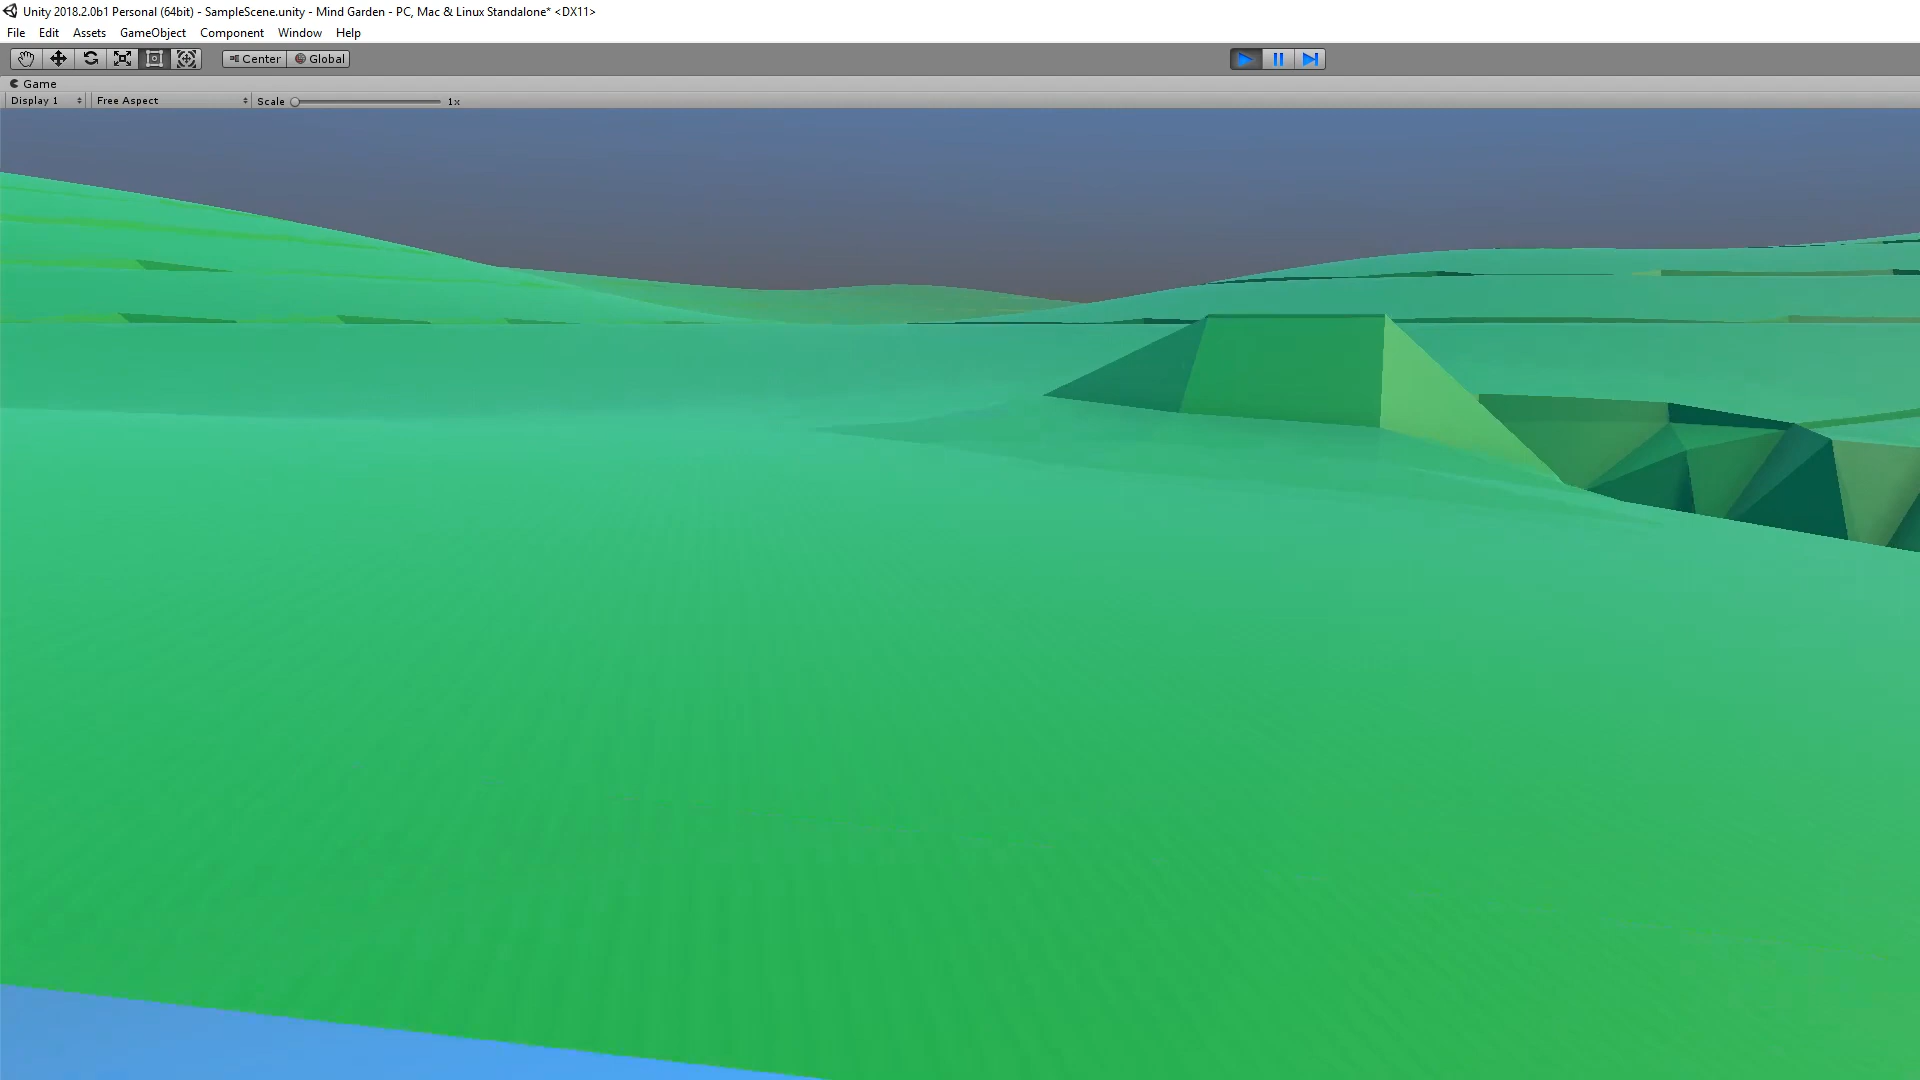 Unity 2018.2.0b1 Personal (64bit) - SampleScene.unity - Mind Garden - PC, Mac & Linux Standalone* <DX11>
File Edit Assets GameObject Component Window Help
Center Global
Game
Display 1 Free Aspect Scale 1x